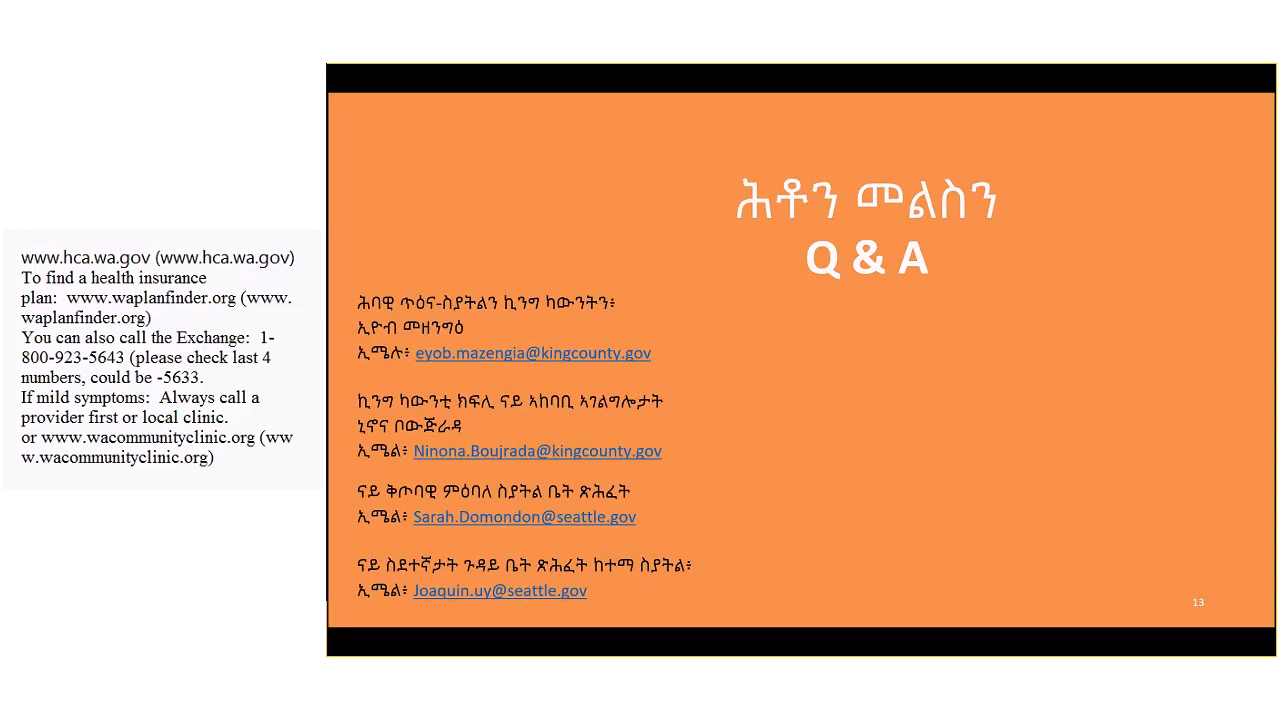 www.hca.wa.gov (www.hca.wa.gov)
To find a health insurance
plan: www.waplanfinder.org (www.
waplanfinder.org)
You can also call the Exchange: 1-
800-923-5643 (please check last 4
numbers, could be -5633.
If mild symptoms: Always call a
provider first or local clinic.
or www.wacommunityclinic.org (ww
w.wacommunityclinic.org)
ሕቶን መልስን
Q & A
ሕባዊ ጥዕና-ስያትልን ኪንግ ካውንትን፥
ኢዮብ መዘንግዕ
ኢሜሉ፥ eyob.mazengia@kingcounty.gov
ኪንግ ካውንቲ ክፍሊ ናይ ኣከባቢ ኣገልግሎታት
ኒኖና ቦውጅራዳ
ኢሜል፥ Ninona.Boujrada@kingcounty.gov
ናይ ቅጦባዊ ምዕባለ ስያትል ቤት ጽሕፈት
ኢሜል፥ Sarah.Domondon@seattle.gov
ናይ ስደተኛታት ጉዳይ ቤት ጽሕፈት ከተማ ስያትል፥
ኢሜል፥ Joaquin.uy@seattle.gov
13